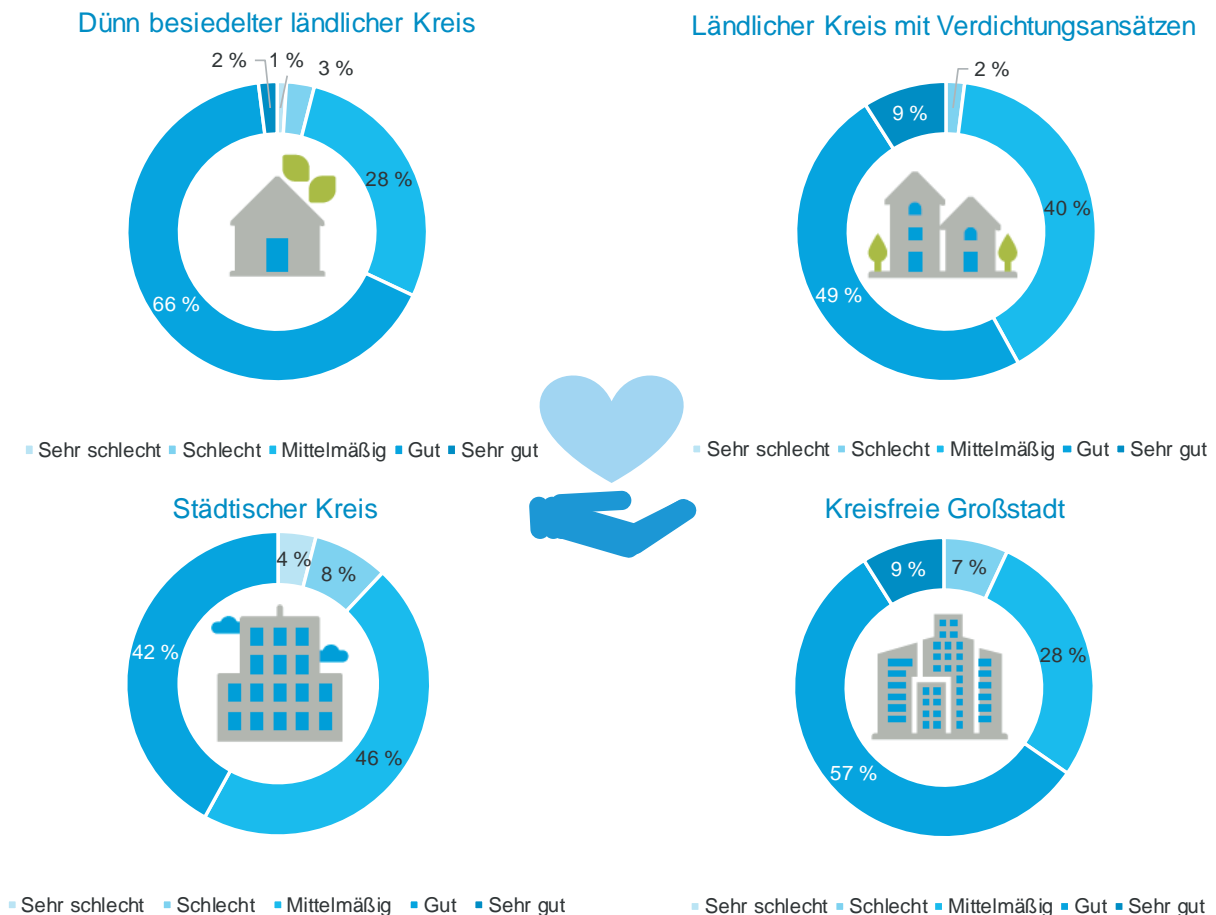 Dünn besiedelter ländlicher Kreis
2 %
1 %
3 %
28 %
66 %
Sehr schlecht Schlecht Mittelmäßig Gut Sehr gut
Ländlicher Kreis mit Verdichtungsansätzen
2 %
9 %
40 %
49 %
Sehr schlecht Schlecht Mittelmäßig Gut Sehr gut
Städtischer Kreis
4 %
8 %
42 %
46 %
Sehr schlecht Schlecht Mittelmäßig Gut Sehr gut
Kreisfreie Großstadt
9 %
7 %
28 %
57 %
Sehr schlecht Schlecht Mittelmäßig Gut Sehr gut